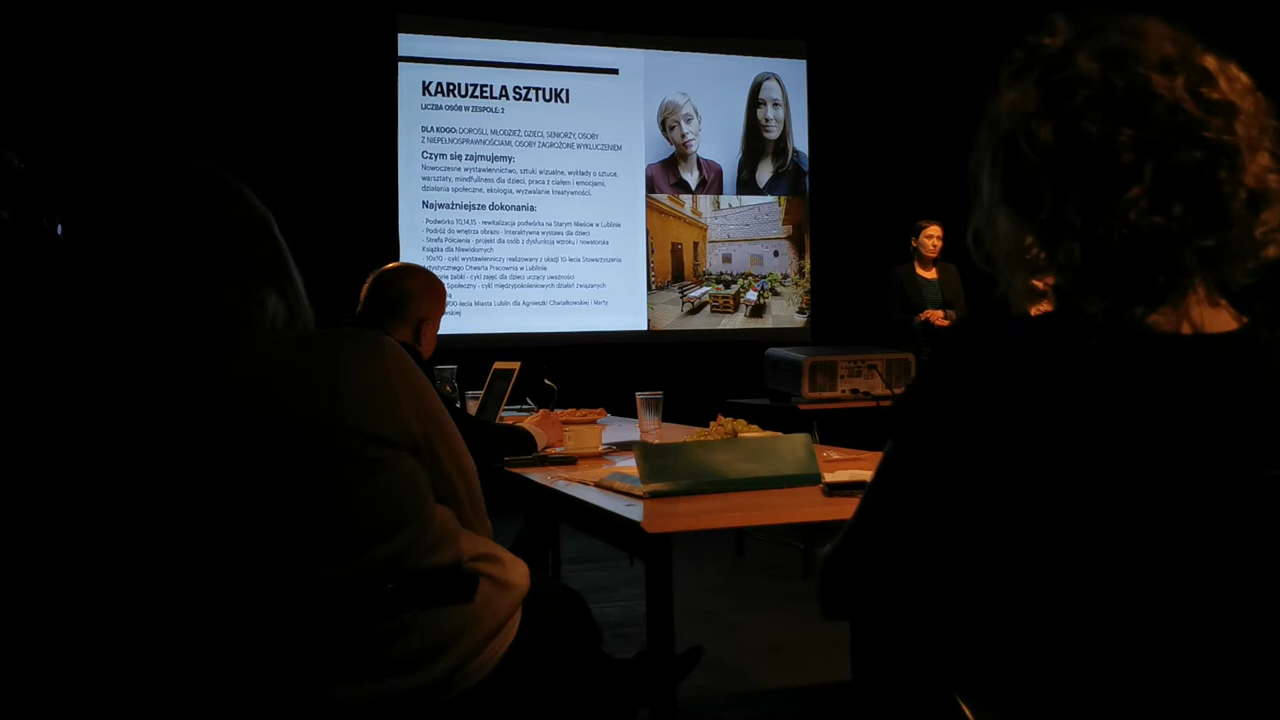 KARUZELA SZTUKI
LICZBA OSÓB W ZESPOLE: 2
DLA KOGO: DOROŚLI, MŁODZIEŻ, DZIECI, SENIORZY, OSOBY
Z NIEPEŁNOSPRAWNOŚCIAMI, OSOBY ZAGROŻONE WYKLUCZENIEM
Czym się zajmujemy:
Nowoczesne wystawiennictwo, sztuki wizualne, wykłady o sztuce,
warsztaty, mindfullness dla dzieci, praca z ciałem i emocjami,
działania społeczne, ekologia, wyzwalanie kreatywności.
Najważniejsze dokonania:
- Podwórko 10,14,15 - rewitalizacja podwórka na Starym Mieście w Lublinie
- Podróż do wnętrza obrazu - Interaktywna wystawa dla dzieci
- Strefa Półcienia - projekt dla osób z dysfunkcją wzroku i nowatorska
Książka dla Niewidomych
- 10x10 - cykl wystawienniczy realizowany z okazji 10-lecia Stowarzyszenia
Artystycznego Otwarta Pracownia w Lublinie
żabki - cykl zajęć dla dzieci uczący uważności
Społeczny - cykl międzypokoleniowych działań związanych
700-lecia Miasta Lublin dla Agnieszki Chwiałkowskiej i Marty